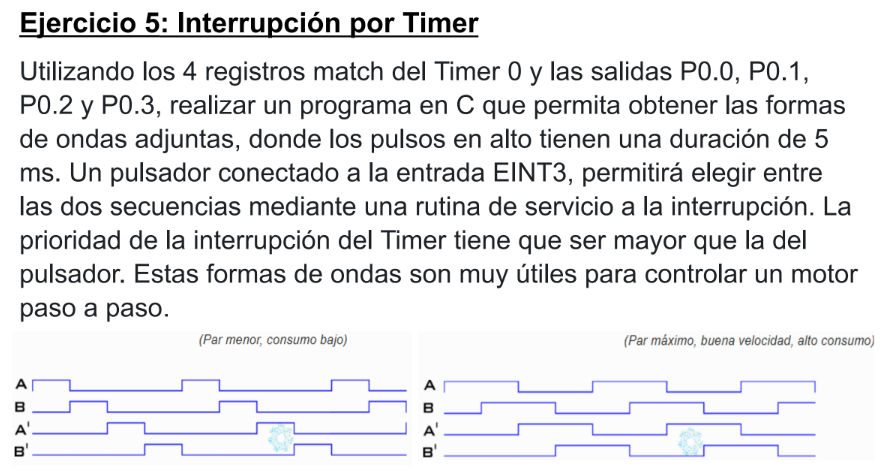 Ejercicio 5: Interrupción por Timer
Utilizando los 4 registros match del Timer 0 y las salidas P0.0, P0.1,
P0.2 y P0.3, realizar un programa en C que permita obtener las formas
de ondas adjuntas, donde los pulsos en alto tienen una duración de 5
ms. Un pulsador conectado a la entrada EINT3, permitirá elegir entre
las dos secuencias mediante una rutina de servicio a la interrupción. La
prioridad de la interrupción del Timer tiene que ser mayor que la del
pulsador. Estas formas de ondas son muy útiles para controlar un motor
paso a paso.
(Par menor, consumo bajo)
A
B
A'
B'
(Par máximo, buena velocidad, alto consumo)
A
B
A'
B'